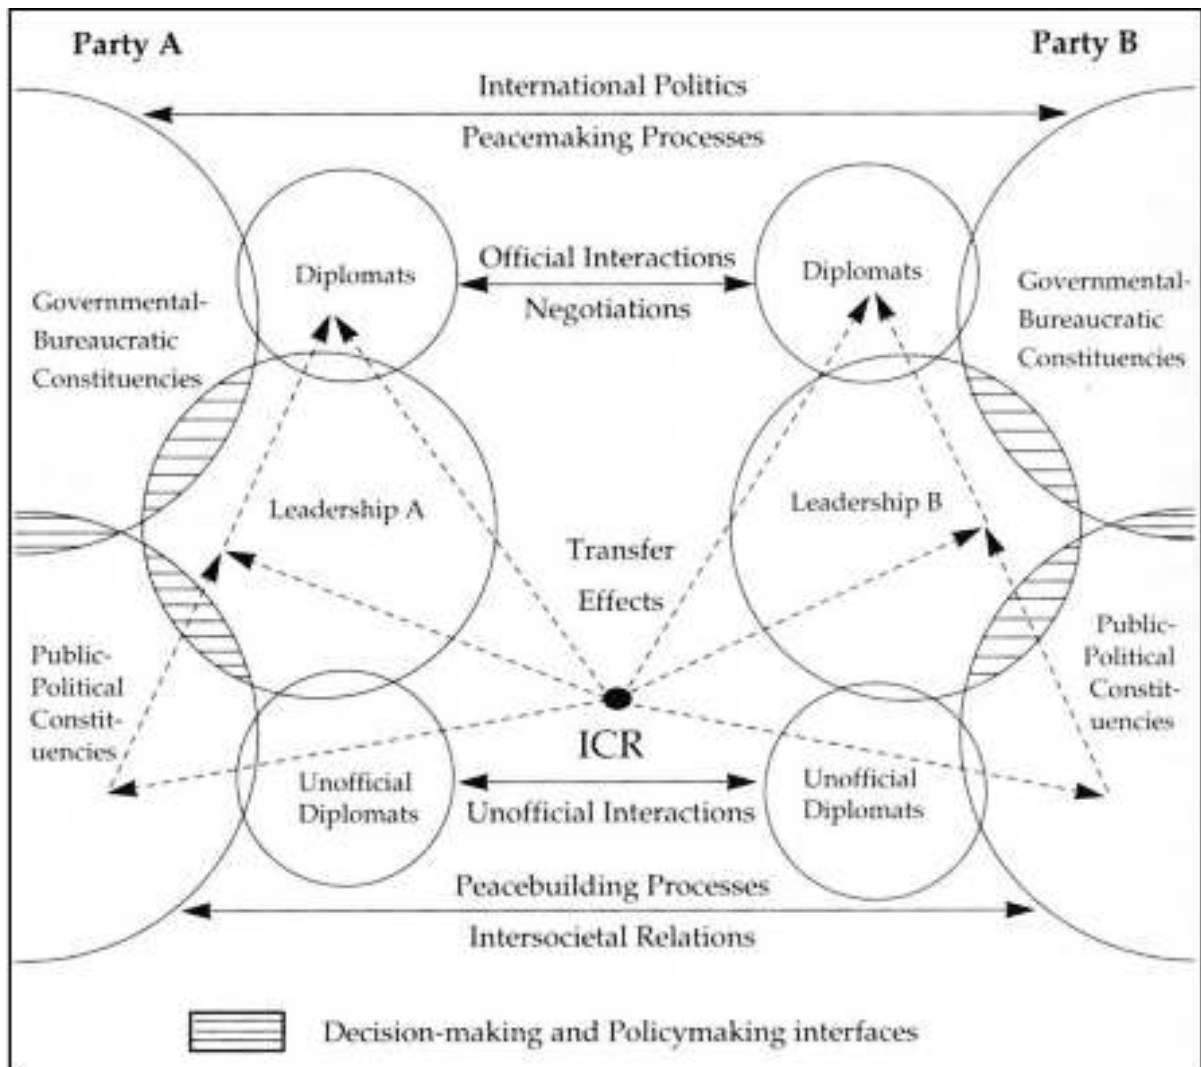 Party A
Party B
International Politics
Peacemaking Processes
Diplomats
Official Interactions
Negotiations
Diplomats
Governmental-
Bureaucratic
Constituencies
Governmental-
Bureaucratic
Constituencies
Leadership A
Leadership B
Transfer
Effects
Public-
Political
Constit-
uencies
Public-
Political
Constit-
uencies
ICR
Unofficial
Diplomats
Unofficial Interactions
Unofficial
Diplomats
Peacebuilding Processes
Intersocietal Relations
Decision-making and Policymaking interfaces